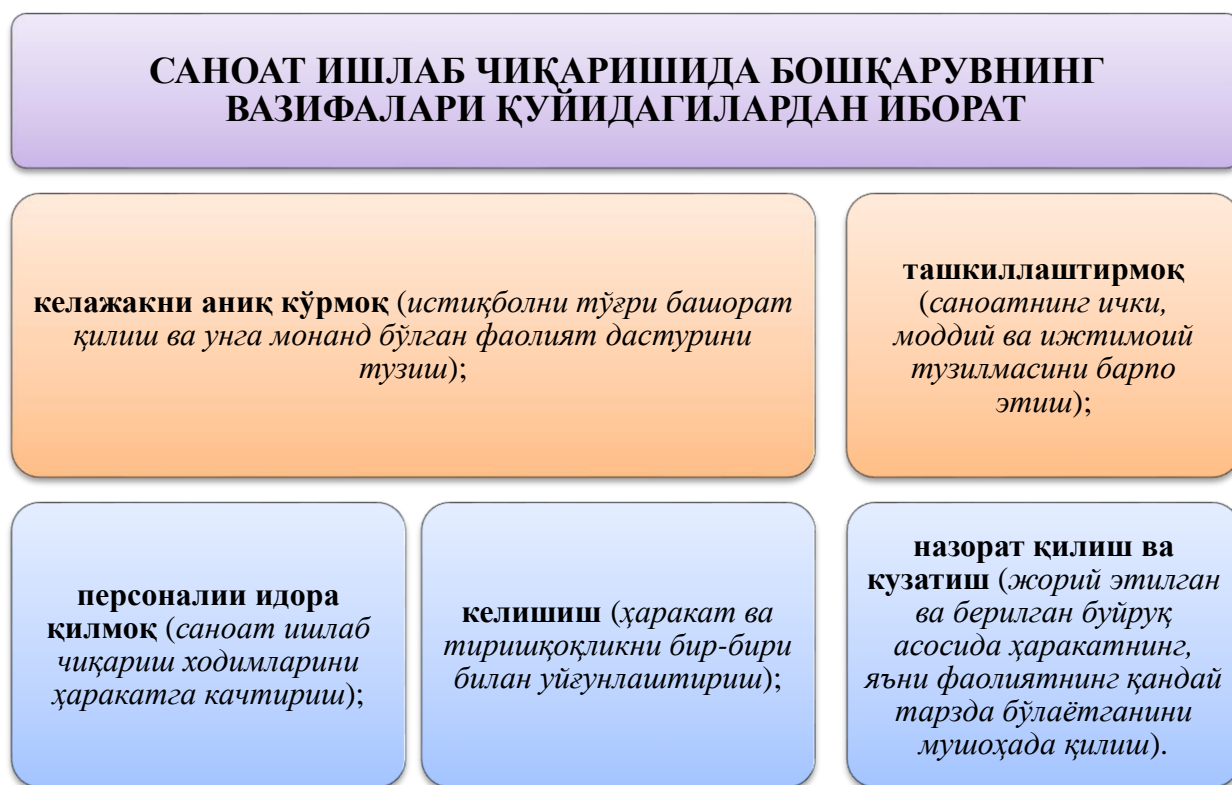 САНОАТ ИШЛАБ ЧИҚАРИШИДА БОШҚАРУВНИНГ
ВАЗИФАЛАРИ ҚУЙИДАГИЛАРДАН ИБОРАТ
келажакни аниқ кўрмоқ (истиқболни тўғри башорат
қилиш ва унга монанд бўлган фаолият дастурини
тузиш);
ташкиллаштирмоқ
(саноатнинг ички,
моддий ва ижтимоий
тузилмасини барпо
этиш);
персоналии идора
қилмоқ (саноат ишлаб
чиқариш ходимларини
ҳаракатга качтириш);
келишиш (ҳаракат ва
тиришқоқликни бир-бири
билан уйғунлаштириш);
назорат қилиш ва
кузатиш (жорий этилган
ва берилган буйруқ
асосида ҳаракатнинг,
яъни фаолиятнинг қандай
тарзда бўлаётганини
мушоҳада қилиш).